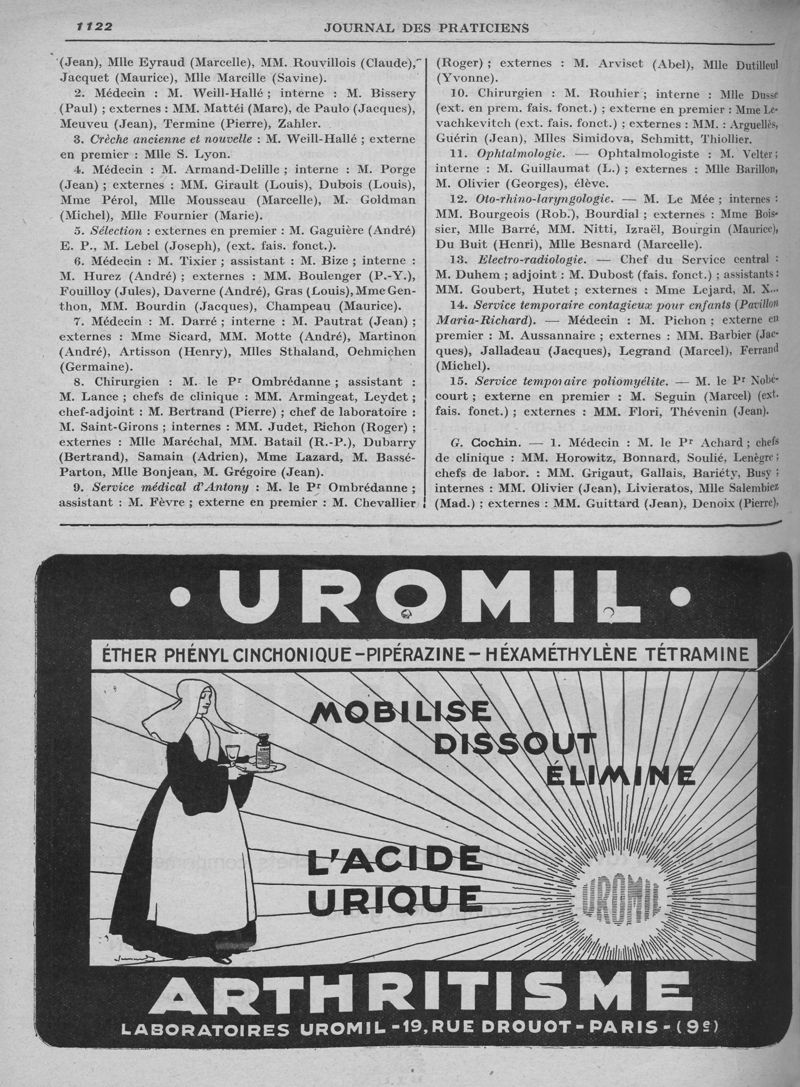 1122
JOURNAL DES PRATICIENS
(Jean), Mlle Eyraud (Marcelle), MM. Rouvillois (Claude),
Jacquet (Maurice), Mlle Marcille (Savine).
2. Médecin : M. Weill-Hallé ; interne : M. Bissery
(Paul) ; externes : MM. Mattéi (Marc), de Paulo (Jacques),
Meuveu (Jean), Termine (Pierre), Zahler.
3. Crèche ancienne et nouvelle : M. Weill-Hallé ; externe
en premier : Mlle S. Lyon.
4. Médecin : M. Armand-Delille ; interne : M. Porge
(Jean) ; externes : MM. Girault (Louis), Dubois (Louis),
Mme Pérol, Mlle Mousseau (Marcelle), M. Goldman
(Michel), Mlle Fournier (Marie).
5. Sélection : externes en premier : M. Gaguière (André)
E. P., M. Lebel (Joseph), (ext. fais. fonct.).
6. Médecin : M. Tixier ; assistant : M. Bize ; interne :
M. Hurez (André) ; externes : MM. Boulenger (P.-Y.),
Fouilloy (Jules), Daverne (André), Gras (Louis), Mme Gen-
thon, MM. Bourdin (Jacques), Champeau (Maurice).
7. Médecin : M. Darré ; interne : M. Pautrat (Jean) ;
externes : Mme Sicard, MM. Motte (André), Martinon
(André), Artisson (Henry), Mlles Sthaland, Oehmichen
(Germaine).
8. Chirurgien : M. le Pr Ombrédanne ; assistant :
M. Lance ; chefs de clinique : MM. Armingeat, Leydet ;
chef-adjoint : M. Bertrand (Pierre) ; chef de laboratoire :
M. Saint-Girons ; internes : MM. Judet, Richon (Roger) ;
externes : Mlle Maréchal, MM. Batail (R.-P.), Dubarry
(Bertrand), Samain (Adrien), Mme Lazard, M. Bassé-
Parton, Mlle Bonjean, M. Grégoire (Jean).
9. Service médical d'Antony : M. le Pr Ombrédanne ;
assistant : M. Fèvre ; externe en premier : M. Chevallier
(Roger) ; externes : M. Arviset (Abel), Mlle Dutilleul
(Yvonne).
10. Chirurgien : M. Rouhier ; interne : Mlle Dusse
(ext. en prem. fais. fonct.) ; externe en premier : Mme Le-
vachkevitch (ext. fais. fonct.) ; externes : MM. : Arguellès,
Guérin (Jean), Mlles Simidova, Schmitt, Thiollier.
11. Ophtalmologie. — Ophtalmologiste : M. Velter ;
interne : M. Guillaumat (L.) ; externes : Mlle Barillon,
M. Olivier (Georges), élève.
12. Oto-rhino-laryngologie. — M. Le Mée ; internes :
MM. Bourgeois (Rob.), Bourdial ; externes : Mme Bois-
sier, Mlle Barré, MM. Nitti, Izraël, Bourgin (Maurice),
Du Buit (Henri), Mlle Besnard (Marcelle).
13. Electro-radiologie. — Chef du Service central :
M. Duhem ; adjoint : M. Dubost (fais. fonct.) ; assistants :
MM. Goubert, Hutet ; externes : Mme Lejard, M. X...
14. Service temporaire contagieux pour enfants (Pavillon
Maria-Richard). — Médecin : M. Pichon ; externe en
premier : M. Aussannaire ; externes : MM. Barbier (Jac-
ques), Jalladeau (Jacques), Legrand (Marcel), Ferrand
(Michel).
15. Service temporaire poliomyélite. — M. le Pr Nobé-
court ; externe en premier : M. Seguin (Marcel) (ext.
fais. fonct.) ; externes : MM. Flori, Thévenin (Jean).
G. Cochin. — 1. Médecin : M. le Pr Achard ; chefs
de clinique : MM. Horowitz, Bonnard, Soulié, Lenègre ;
chefs de labor. : MM. Grigaut, Gallais, Bariéty, Busy ;
internes : MM. Olivier (Jean), Livieratos, Mlle Salembiez
(Mad.) ; externes : MM. Guittard (Jean), Denoix (Pierre),
• UROMIL •
ÉTHER PHÉNYL CINCHONIQUE – PIPÉRAZINE – HÉXAMÉTHYLÈNE TÉTRAMINE
MOBILISE
DISSOUT
ÉLIMINE
L'ACIDE
URIQUE
UROMIL
ARTHRITISME
LABORATOIRES UROMIL - 19, RUE DROUOT - PARIS - (9e)